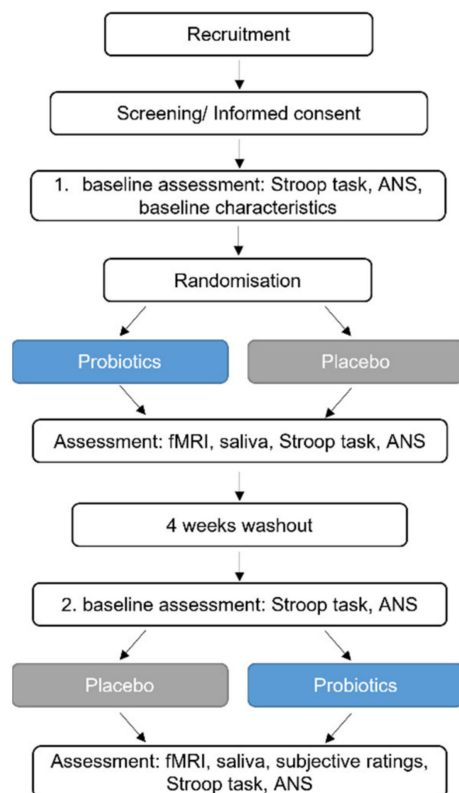 Recruitment
Screening/ Informed consent
1. baseline assessment: Stroop task, ANS,
baseline characteristics
Randomisation
Probiotics
Placebo
Assessment: fMRI, saliva, Stroop task, ANS
4 weeks washout
2. baseline assessment: Stroop task, ANS
Placebo
Probiotics
Assessment: fMRI, saliva, subjective ratings,
Stroop task, ANS